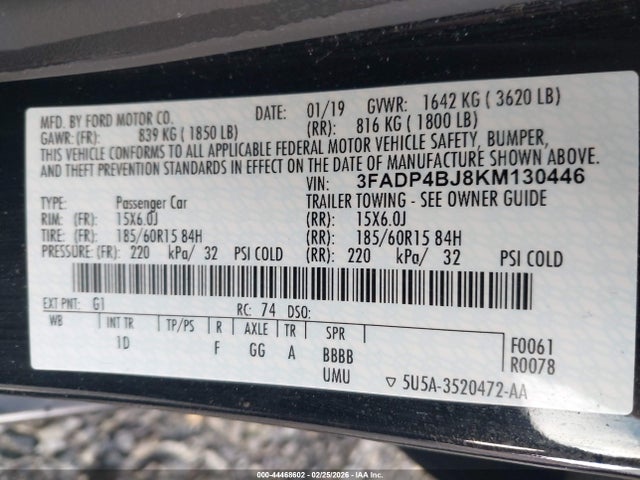 MFD. BY FORD MOTOR CO. DATE: 01/19 GVWR: 1642 KG ( 3620 LB)
GAWR: (FR): 839 KG ( 1850 LB) (RR): 816 KG ( 1800 LB)
THIS VEHICLE CONFORMS TO ALL APPLICABLE FEDERAL MOTOR VEHICLE SAFETY, BUMPER,
AND THEFT PREVENTION STANDARDS IN EFFECT ON THE DATE OF MANUFACTURE SHOWN ABOVE.
VIN: 3FADP4BJ8KM130446
TYPE: Passenger Car TRAILER TOWING - SEE OWNER GUIDE
RIM: (FR): 15X6.0J (RR): 15X6.0J
TIRE: (FR): 185/60R15 84H (RR): 185/60R15 84H
PRESSURE: (FR): 220 kPa/ 32 PSI COLD (RR): 220 kPa/ 32 PSI COLD
EXT PNT: G1 RC: 74 DSO:
WB INT TR TP/PS R AXLE TR SPR F0061
1D F GG A BBBB R0078
UMU ▽ 5U5A-3520472-AA
000-44468602 - 02/25/2026 - Copyright IAA, Inc.